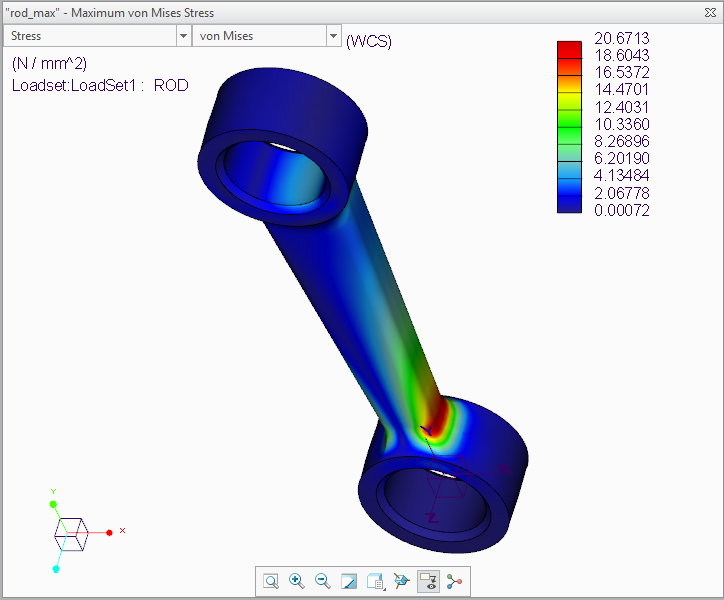 "rod_max" - Maximum von Mises Stress
Stress
von Mises
(WCS)
(N / mm^2)
Loadset:LoadSet1 : ROD
20.6713
18.6043
16.5372
14.4701
12.4031
10.3360
8.26896
6.20190
4.13484
2.06778
0.00072
Y
X
Z
Y
X